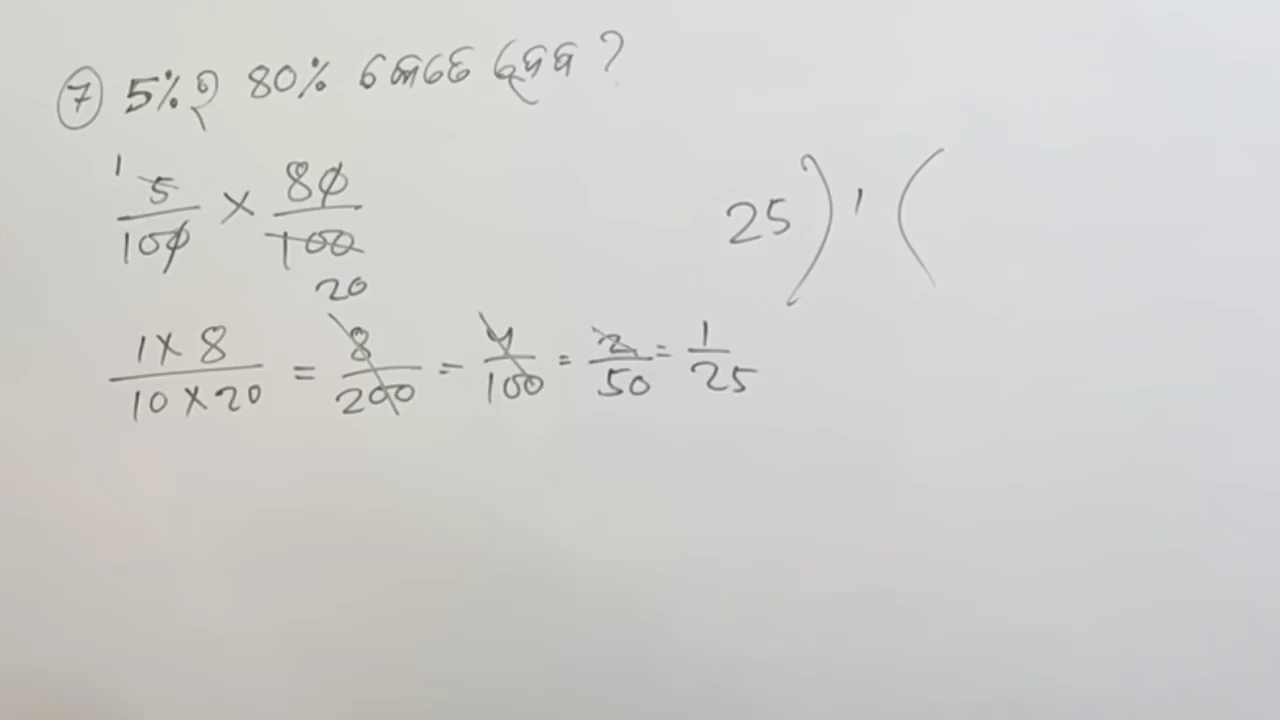 7 5%ର 80% କେତେ ହେବ ?
1
5/100 × 80/100
20
1×8/10×20 = 8/200 = 4/100 = 2/50 = 1/25
25)1(